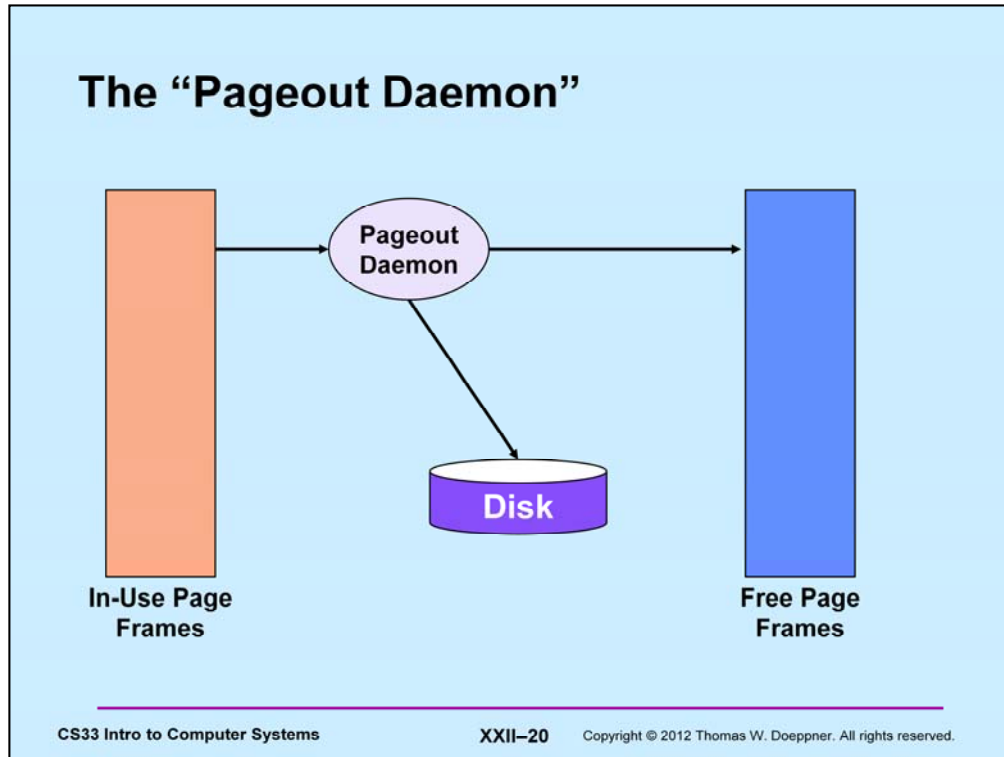 The “Pageout Daemon”
Pageout
Daemon
Disk
In-Use Page
Frames
Free Page
Frames
CS33 Intro to Computer Systems
XXII–20
Copyright © 2012 Thomas W. Doeppner. All rights reserved.